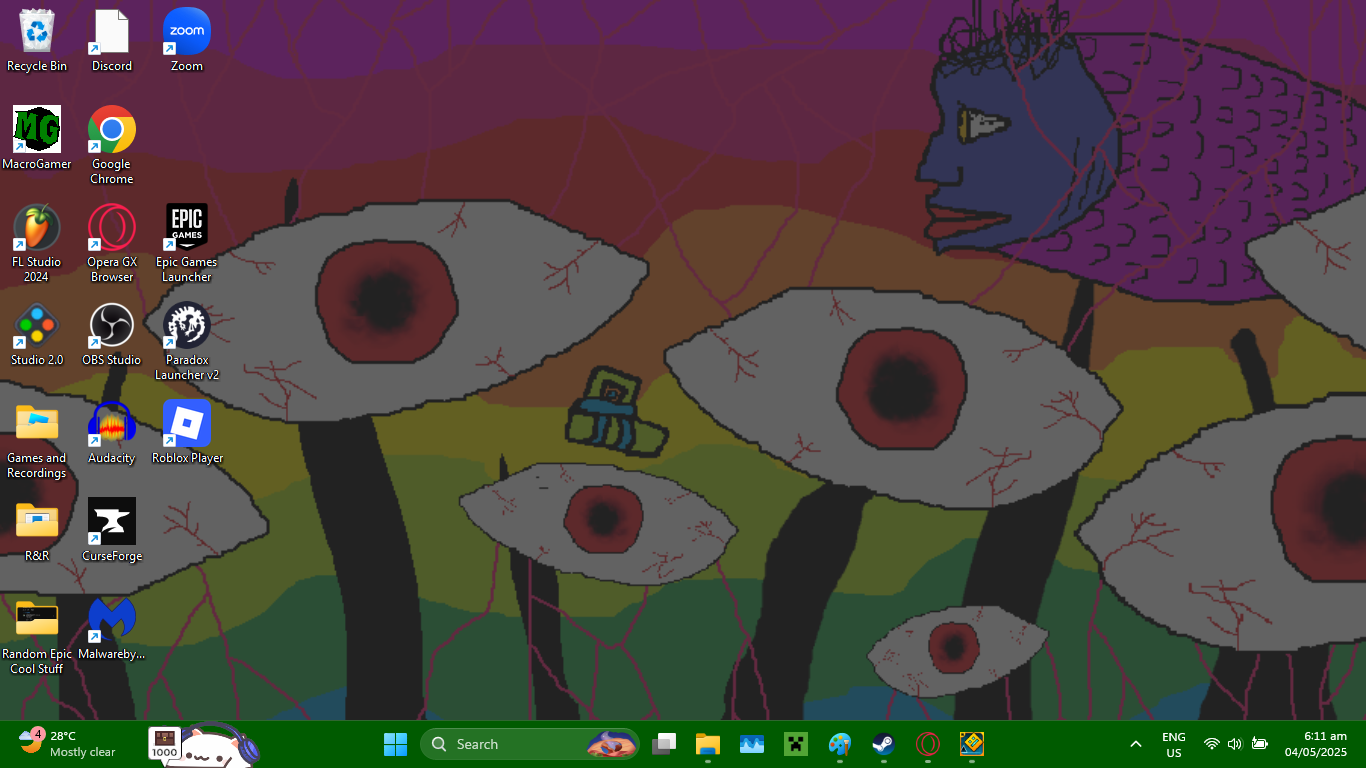 Recycle Bin
Discord
zoom
Zoom
MG
MacroGamer
Google
Chrome
FL Studio
2024
Opera GX
Browser
EPIC
GAMES
Epic Games
Launcher
Studio 2.0
OBS Studio
Paradox
Launcher v2
Games and
Recordings
Audacity
Roblox Player
R&R
CurseForge
Random Epic
Cool Stuff
Malwareby...
4
28°C
Mostly clear
1000
Search
ENG
US
6:11 am
04/05/2025